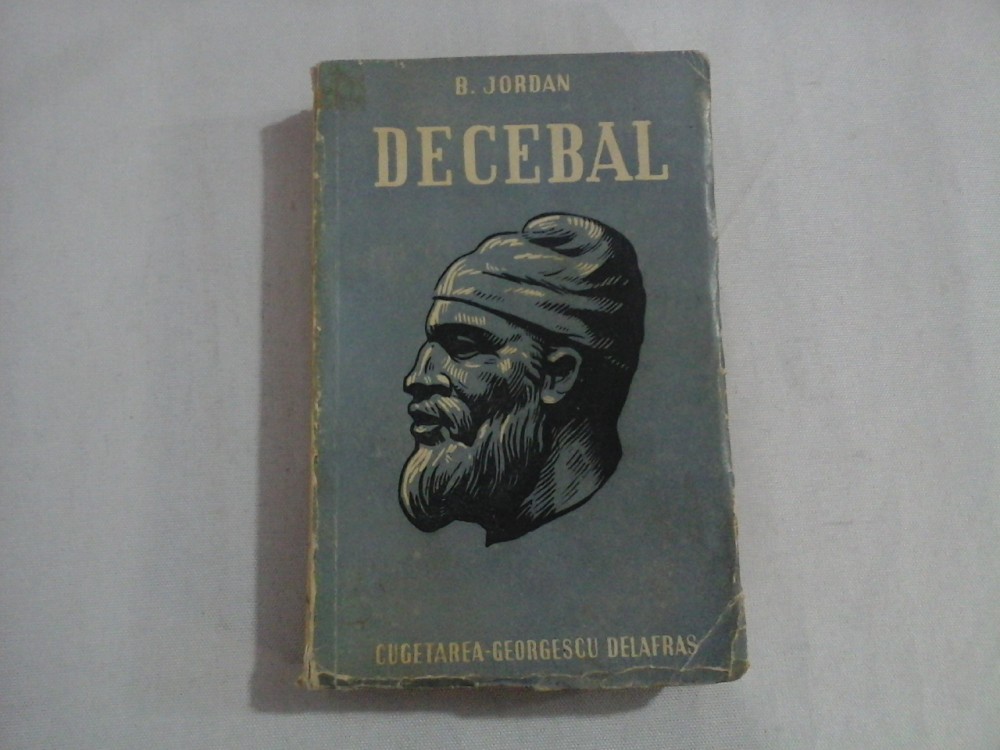 B. JORDAN
DECEBAL
CUGETAREA-GEORGESCU DELAFRAS